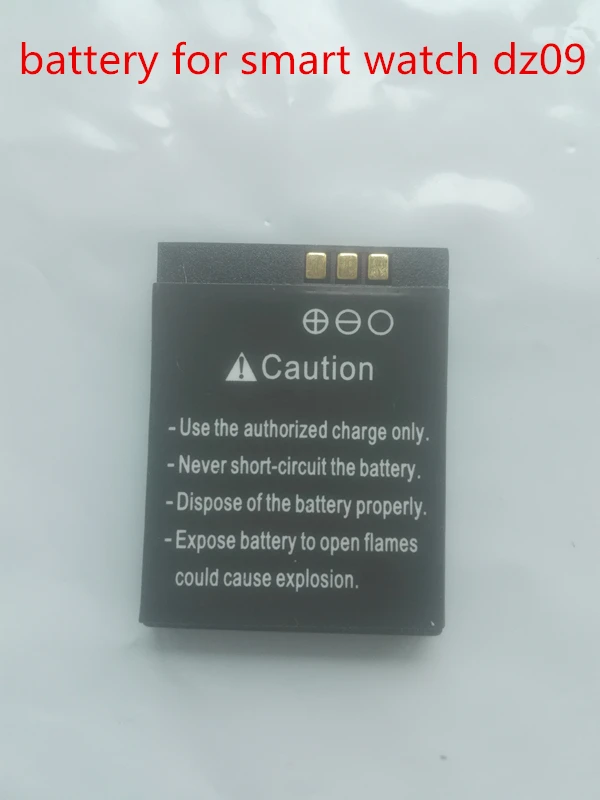 battery for smart watch dz09
⊕⊖○
⚠Caution
-Use the authorized charge only.
-Never short-circuit the battery.
-Dispose of the battery properly.
-Expose battery to open flames
could cause explosion.